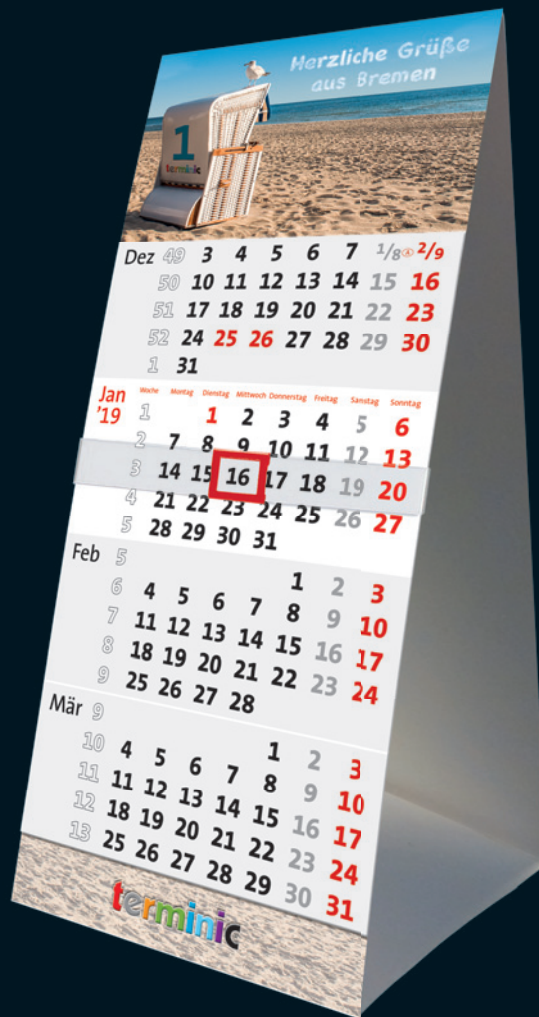 Herzliche Grüße
aus Bremen
1
terminic
Dez 49 3 4 5 6 7 1/8 2/9
50 10 11 12 13 14 15 16
51 17 18 19 20 21 22 23
52 24 25 26 27 28 29 30
1 31
Jan '19
Woche Montag Dienstag Mittwoch Donnerstag Freitag Samstag Sonntag
1 1 2 3 4 5 6
2 7 8 9 10 11 12 13
3 14 15 16 17 18 19 20
4 21 22 23 24 25 26 27
5 28 29 30 31
Feb 5 1 2 3
6 4 5 6 7 8 9 10
7 11 12 13 14 15 16 17
8 18 19 20 21 22 23 24
9 25 26 27 28
Mär 9 1 2 3
10 4 5 6 7 8 9 10
11 11 12 13 14 15 16 17
12 18 19 20 21 22 23 24
13 25 26 27 28 29 30 31
terminic